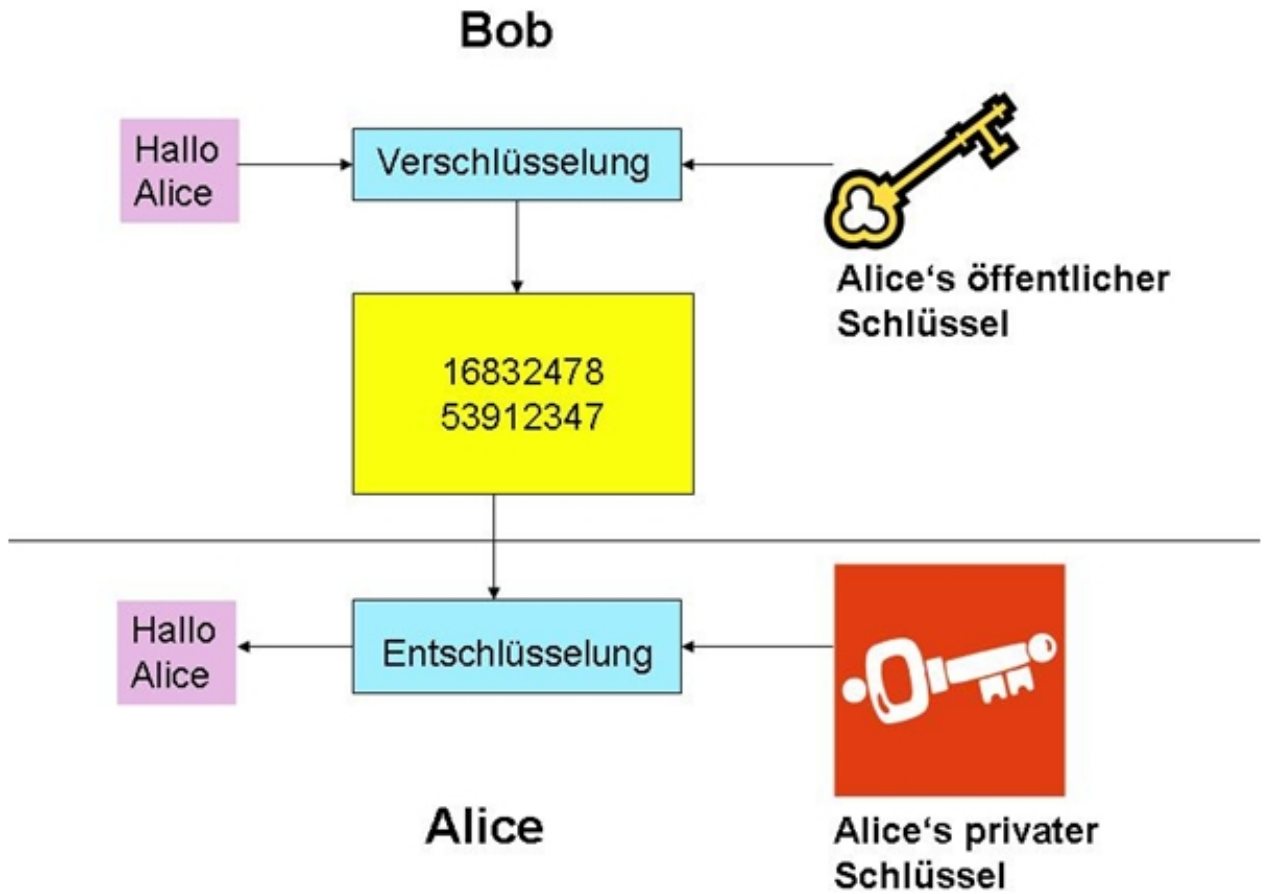 Bob
Hallo
Alice
Verschlüsselung
Alice‘s öffentlicher
Schlüssel
16832478
53912347
Hallo
Alice
Entschlüsselung
Alice
Alice‘s privater
Schlüssel